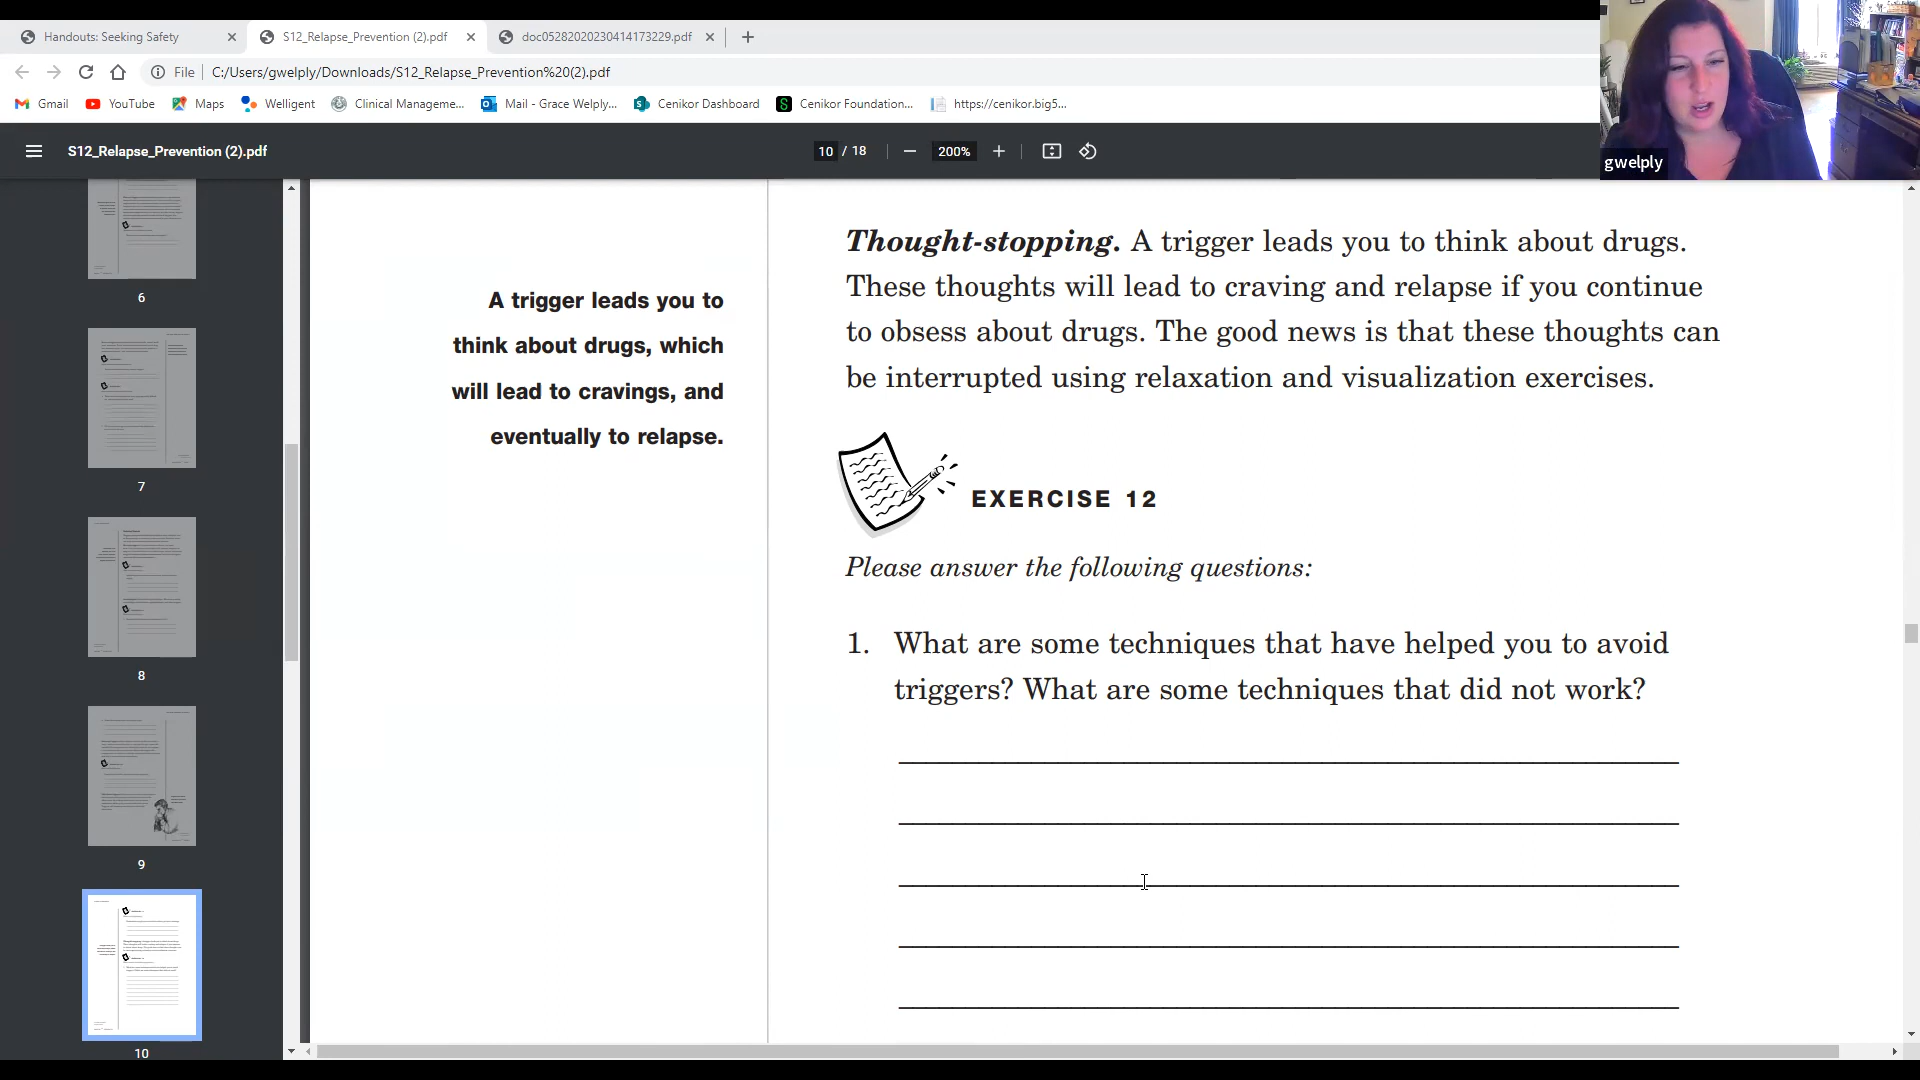 Handouts: Seeking Safety
S12_Relapse_Prevention (2).pdf
doc05282020230414173229.pdf
File
C:/Users/gwelply/Downloads/S12_Relapse_Prevention%20(2).pdf
Gmail
YouTube
Maps
Welligent
Clinical Manageme...
Mail - Grace Welply...
Cenikor Dashboard
Cenikor Foundation...
https://cenikor.big5...
S12_Relapse_Prevention (2).pdf
10 / 18
200%
gwelply
6
7
8
9
10
A trigger leads you to
think about drugs, which
will lead to cravings, and
eventually to relapse.
Thought-stopping. A trigger leads you to think about drugs.
These thoughts will lead to craving and relapse if you continue
to obsess about drugs. The good news is that these thoughts can
be interrupted using relaxation and visualization exercises.
EXERCISE 12
Please answer the following questions:
1. What are some techniques that have helped you to avoid
triggers? What are some techniques that did not work?